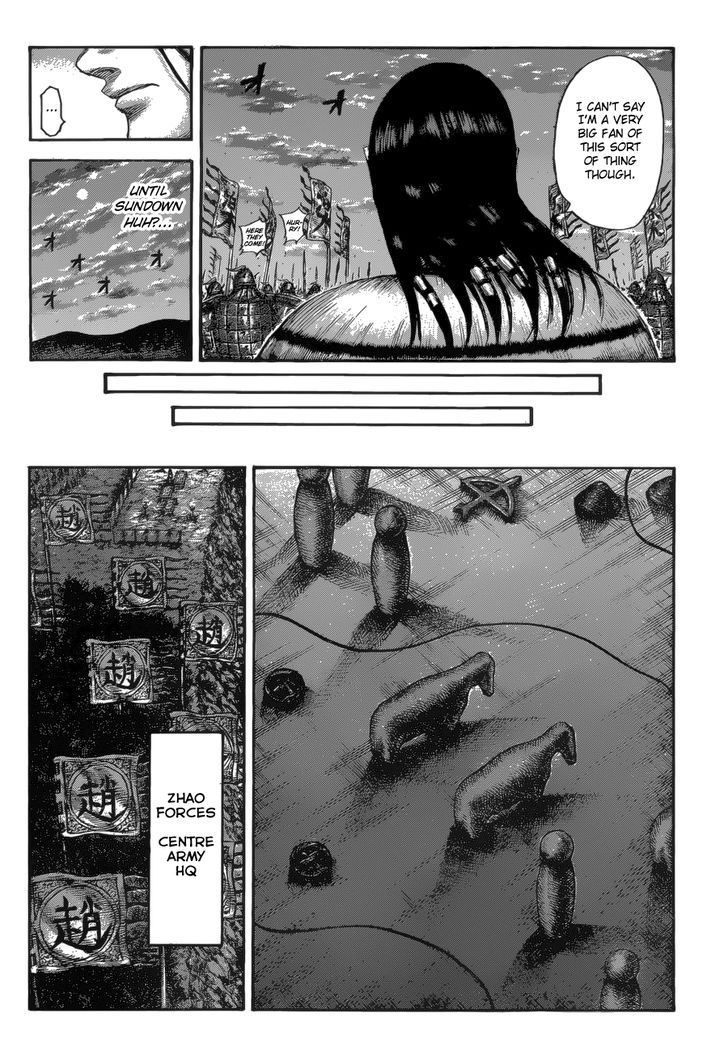 I CAN'T SAY
I'M A VERY
BIG FAN OF
THIS SORT
OF THING
THOUGH.
HUR-
RY!
HERE
THEY
COME!
...
UNTIL
SUNDOWN
HUH?...
趙
趙
趙
趙
趙
趙
ZHAO
FORCES
CENTRE
ARMY
HQ